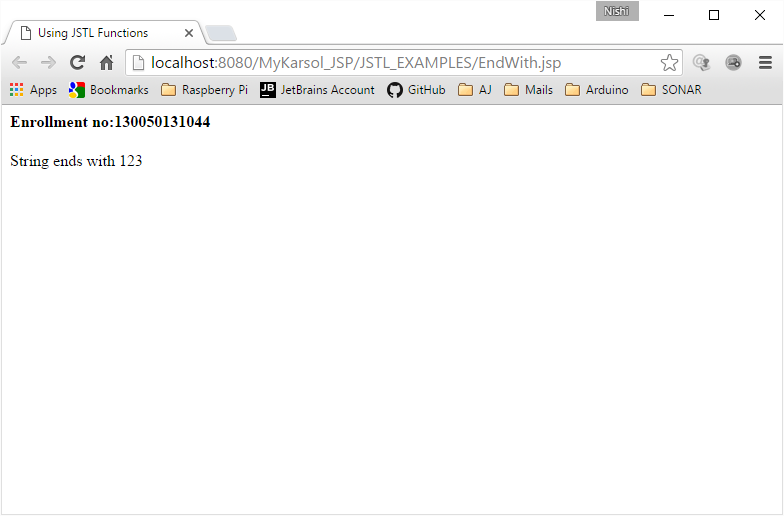 Nishi
Using JSTL Functions
localhost:8080/MyKarsol_JSP/JSTL_EXAMPLES/EndWith.jsp
Apps Bookmarks Raspberry Pi JB JetBrains Account GitHub AJ Mails Arduino SONAR
Enrollment no:130050131044
String ends with 123